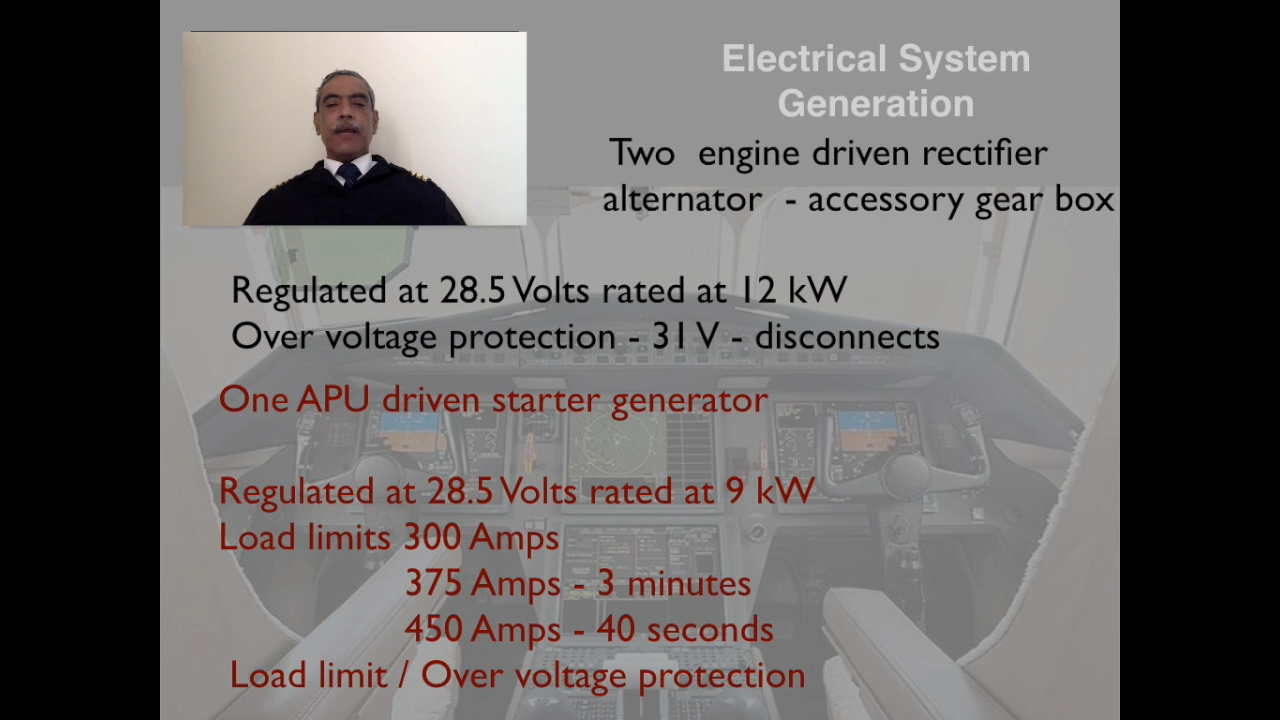 Electrical System
Generation
Two engine driven rectifier
alternator - accessory gear box
Regulated at 28.5 Volts rated at 12 kW
Over voltage protection - 31 V - disconnects
One APU driven starter generator
Regulated at 28.5 Volts rated at 9 kW
Load limits 300 Amps
375 Amps - 3 minutes
450 Amps - 40 seconds
Load limit / Over voltage protection